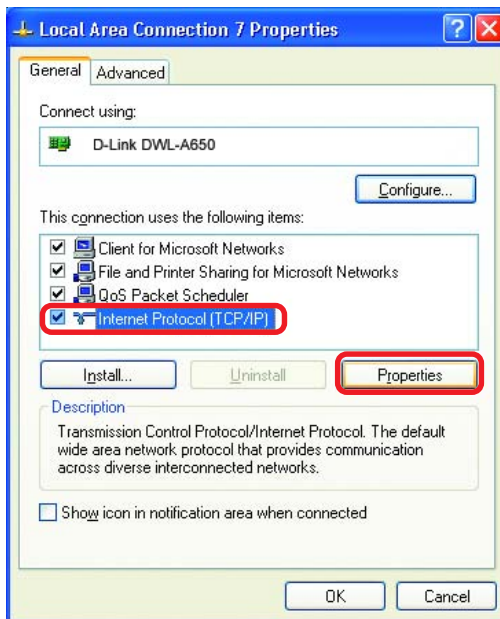 Local Area Connection 7 Properties
General
Advanced
Connect using:
D-Link DWL-A650
Configure...
This connection uses the following items:
Client for Microsoft Networks
File and Printer Sharing for Microsoft Networks
QoS Packet Scheduler
Internet Protocol (TCP/IP)
Install...
Uninstall
Properties
Description
Transmission Control Protocol/Internet Protocol. The default
wide area network protocol that provides communication
across diverse interconnected networks.
Show icon in notification area when connected
OK
Cancel